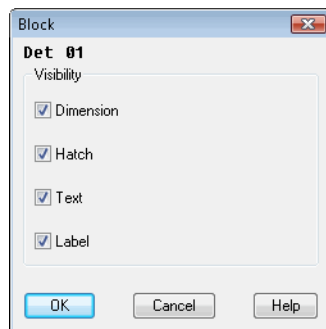 Block
Det 01
Visibility
Dimension
Hatch
Text
Label
OK Cancel Help